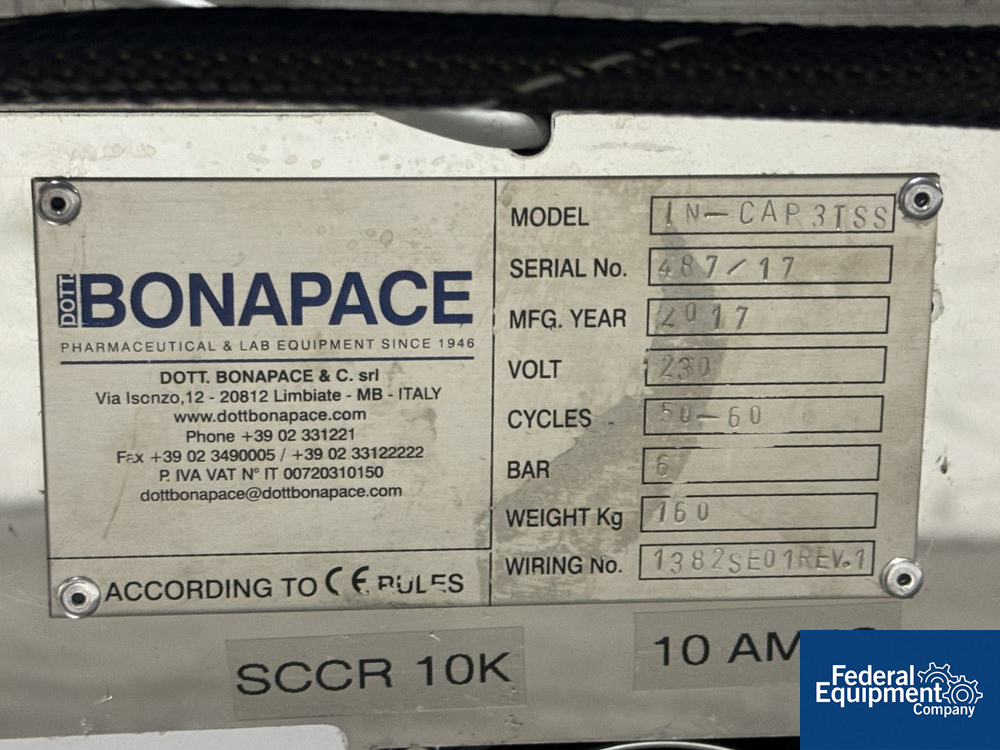 DOTT
BONAPACE
PHARMACEUTICAL & LAB EQUIPMENT SINCE 1946
DOTT. BONAPACE & C. srl
Via Isonzo,12 - 20812 Limbiate - MB - ITALY
www.dottbonapace.com
Phone +39 02 331221
Fax +39 02 3490005 / +39 02 33122222
P. IVA VAT N° IT 00720310150
dottbonapace@dottbonapace.com
ACCORDING TO CE RULES
MODEL IN-CAP3TSS
SERIAL No. 487/17
MFG. YEAR 2017
VOLT 230
CYCLES 50-60
BAR 6
WEIGHT Kg 160
WIRING No. 1382SE01REV.1
SCCR 10K
10
Federal
Equipment
Company